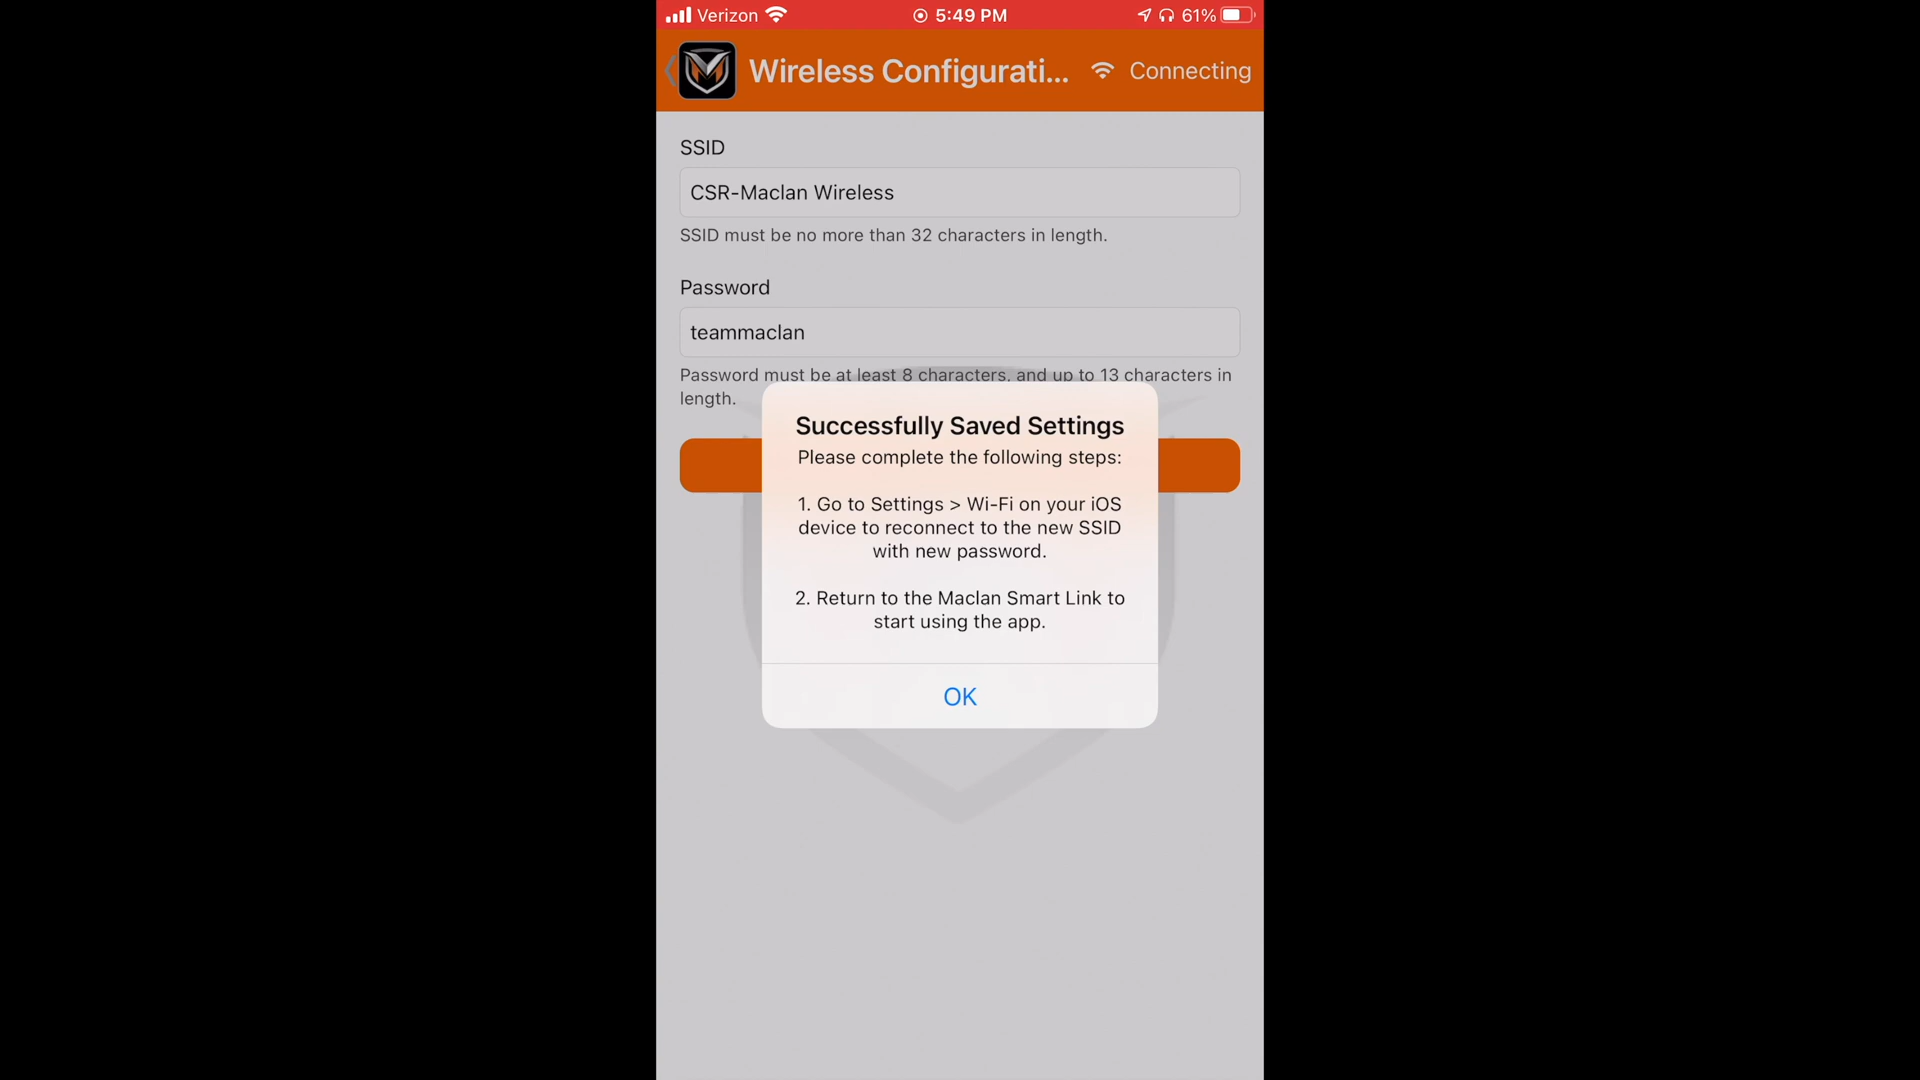 Verizon 5:49 PM 61%
Wireless Configurati... Connecting
SSID
CSR-Maclan Wireless
SSID must be no more than 32 characters in length.
Password
teammaclan
Password must be at least 8 characters, and up to 13 characters in
length.
Successfully Saved Settings
Please complete the following steps:
1. Go to Settings > Wi-Fi on your iOS
device to reconnect to the new SSID
with new password.
2. Return to the Maclan Smart Link to
start using the app.
OK